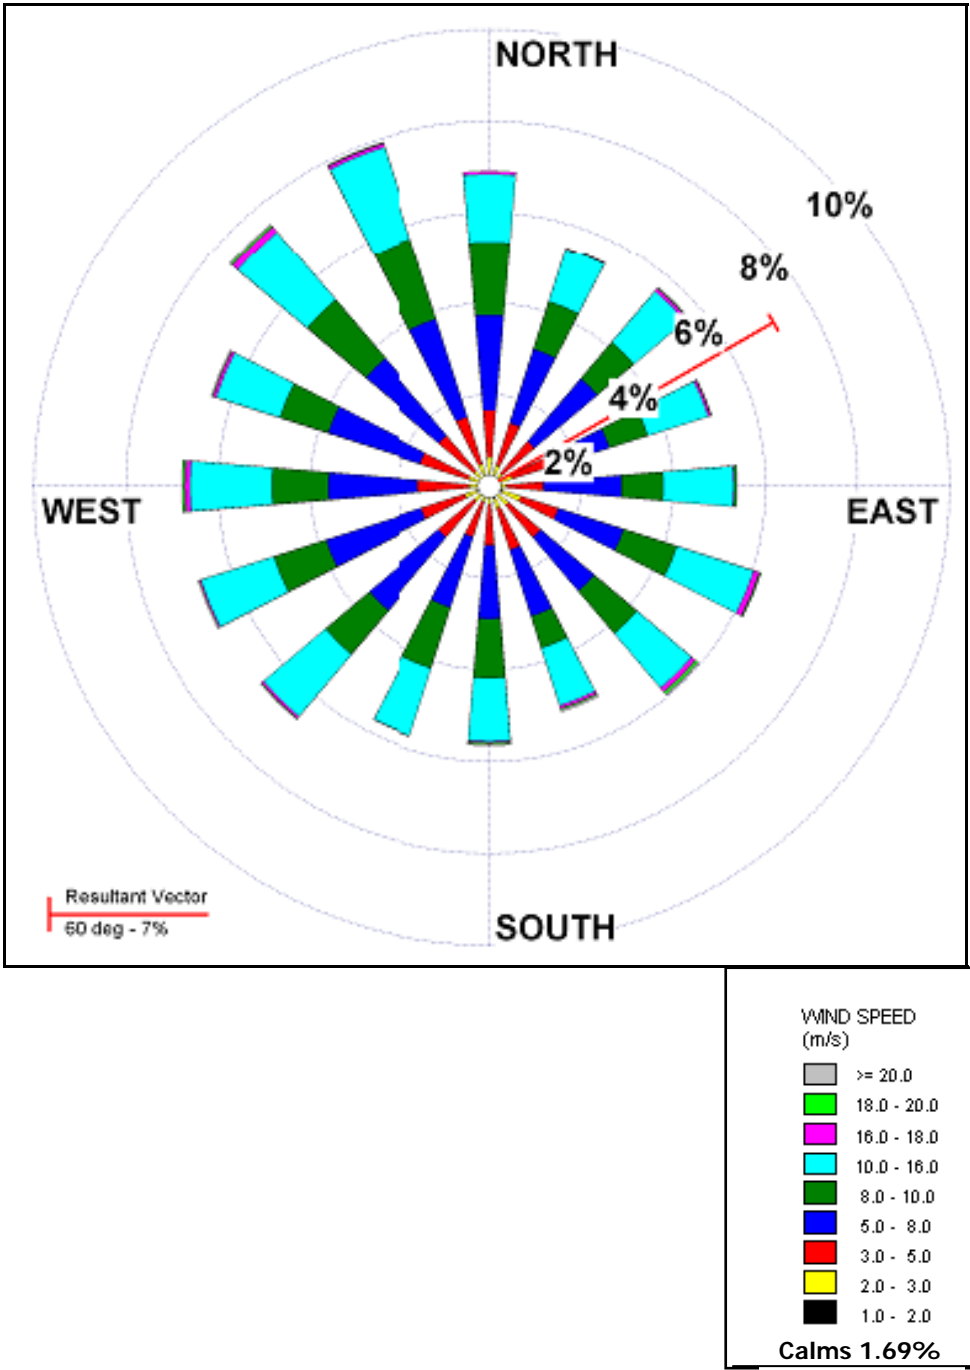 NORTH
10%
8%
6%
4%
2%
WEST
EAST
Resultant Vector
60 deg - 7%
SOUTH
WIND SPEED
(m/s)
>= 20.0
18.0 - 20.0
16.0 - 18.0
10.0 - 16.0
8.0 - 10.0
5.0 - 8.0
3.0 - 5.0
2.0 - 3.0
1.0 - 2.0
Calms 1.69%